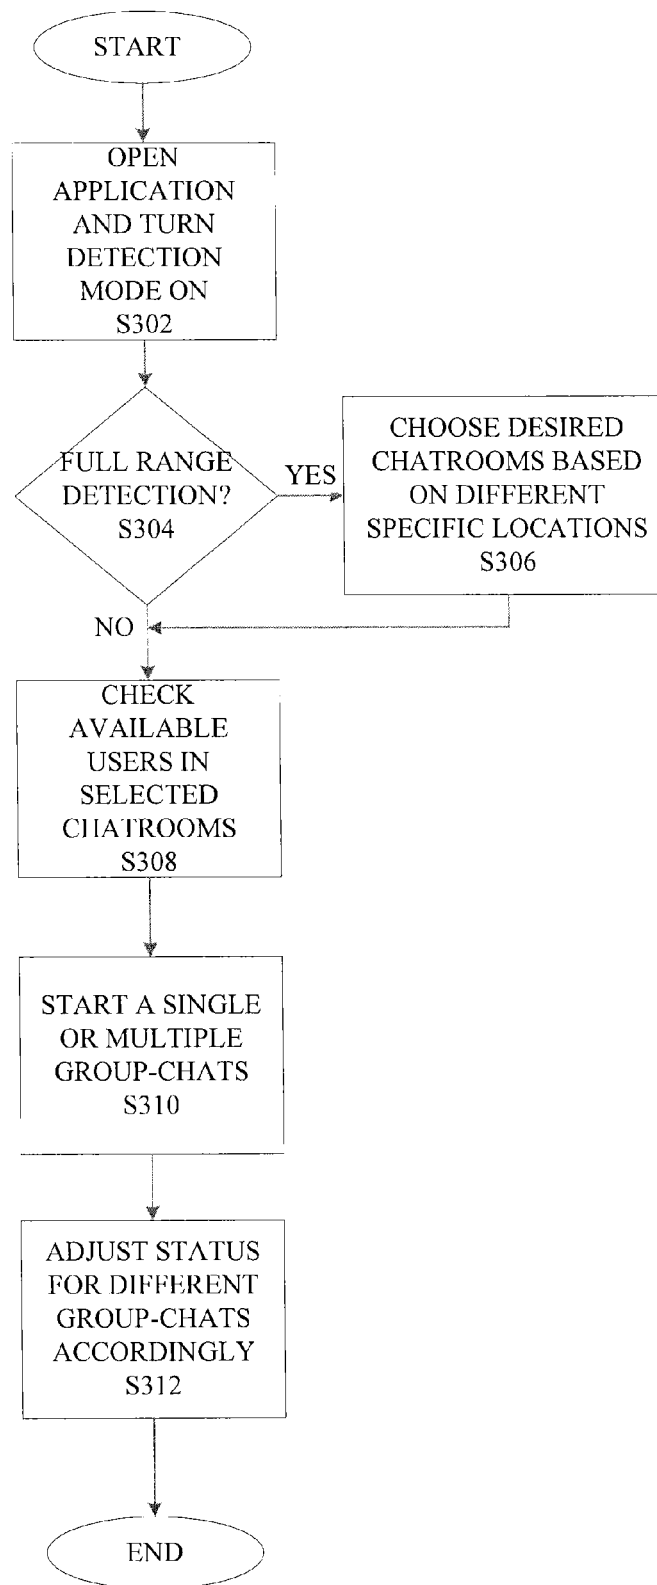 START
OPEN
APPLICATION
AND TURN
DETECTION
MODE ON
S302
FULL RANGE
DETECTION?
S304
YES
CHOOSE DESIRED
CHATROOMS BASED
ON DIFFERENT
SPECIFIC LOCATIONS
S306
NO
CHECK
AVAILABLE
USERS IN
SELECTED
CHATROOMS
S308
START A SINGLE
OR MULTIPLE
GROUP-CHATS
S310
ADJUST STATUS
FOR DIFFERENT
GROUP-CHATS
ACCORDINGLY
S312
END